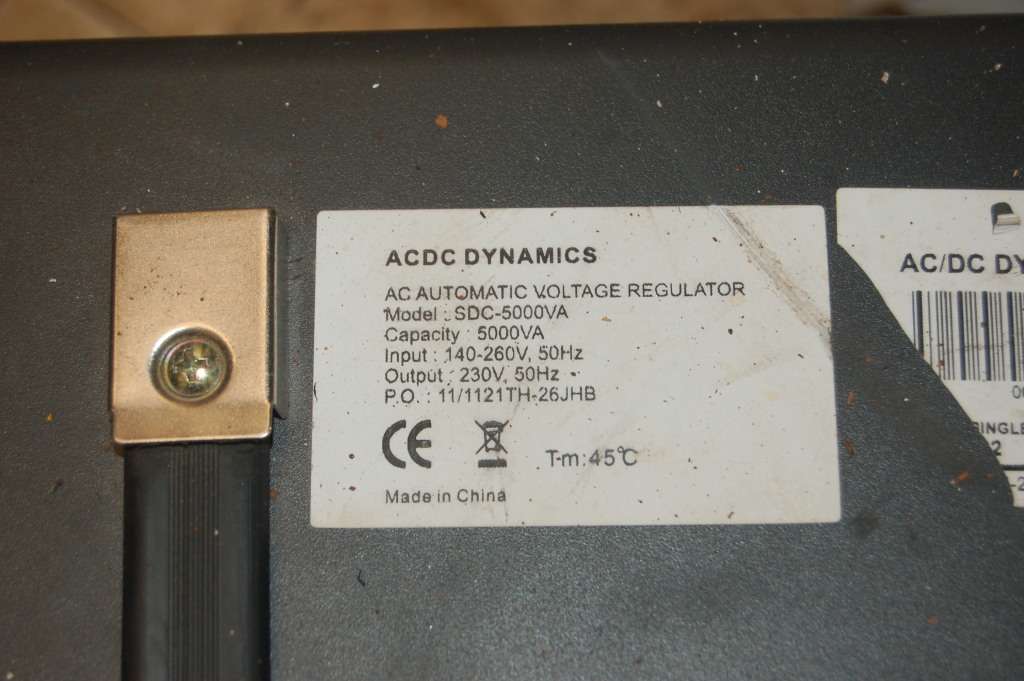 ACDC DYNAMICS
AC AUTOMATIC VOLTAGE REGULATOR
Model : SDC-5000VA
Capacity : 5000VA
Input : 140-260V, 50Hz
Output : 230V, 50Hz
P.O. : 11/1121TH-26JHB
CE
T-m:45℃
Made in China
AC/DC DY